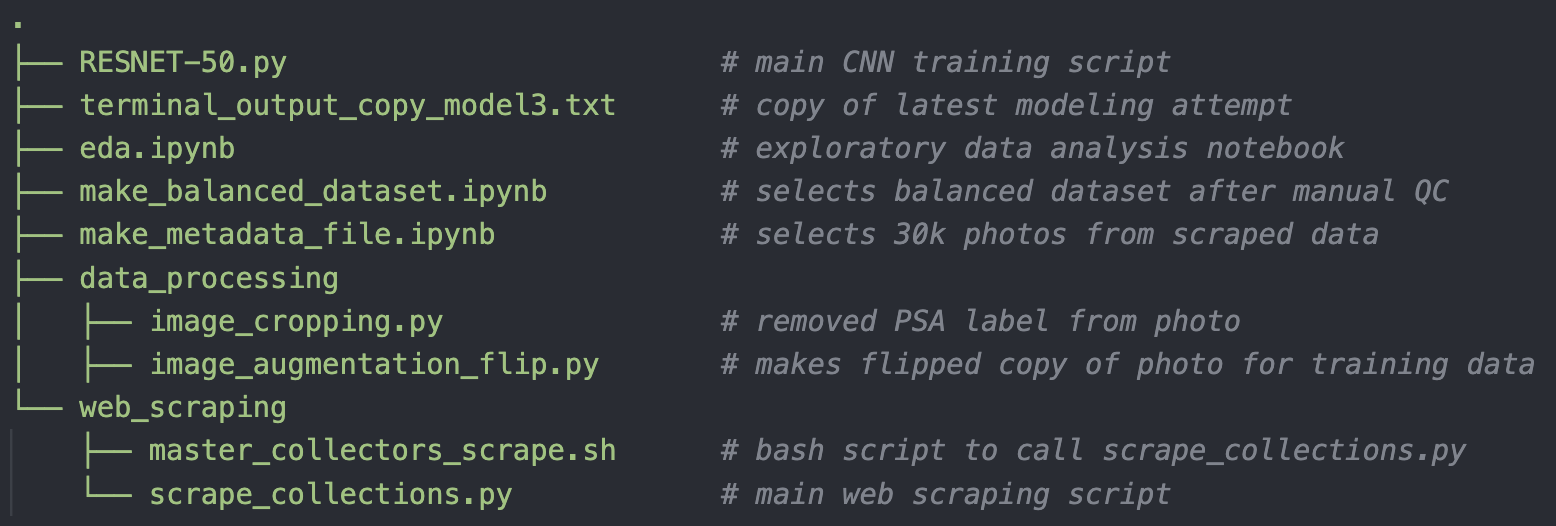 .
├── RESNET-50.py # main CNN training script
├── terminal_output_copy_model3.txt # copy of latest modeling attempt
├── eda.ipynb # exploratory data analysis notebook
├── make_balanced_dataset.ipynb # selects balanced dataset after manual QC
├── make_metadata_file.ipynb # selects 30k photos from scraped data
├── data_processing
│   ├── image_cropping.py # removed PSA label from photo
│   ├── image_augmentation_flip.py # makes flipped copy of photo for training data
└── web_scraping
    ├── master_collectors_scrape.sh # bash script to call scrape_collections.py
    └── scrape_collections.py # main web scraping script